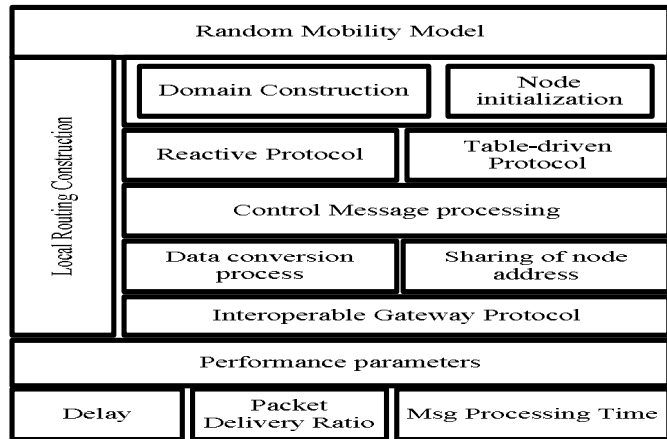 Random Mobility Model
Local Routing Construction
Domain Construction
Node
initialization
Reactive Protocol
Table-driven
Protocol
Control Message processing
Data conversion
process
Sharing of node
address
Interoperable Gateway Protocol
Performance parameters
Delay
Packet
Delivery Ratio
Msg Processing Time